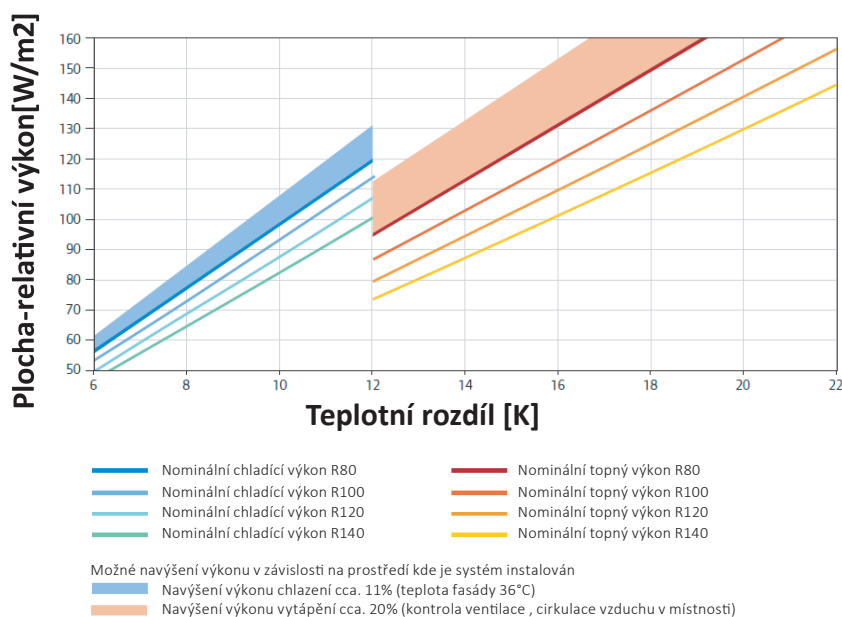 Plocha-relativní výkon[W/m2]
160
150
140
130
120
110
100
90
80
70
60
50
6 8 10 12 14 16 18 20 22
Teplotní rozdíl [K]
Nominální chladící výkon R80
Nominální chladící výkon R100
Nominální chladící výkon R120
Nominální chladící výkon R140
Nominální topný výkon R80
Nominální topný výkon R100
Nominální topný výkon R120
Nominální topný výkon R140
Možné navýšení výkonu v závislosti na prostředí kde je systém instalován
Navýšení výkonu chlazení cca. 11% (teplota fasády 36°C)
Navýšení výkonu vytápění cca. 20% (kontrola ventilace , cirkulace vzduchu v místnosti)